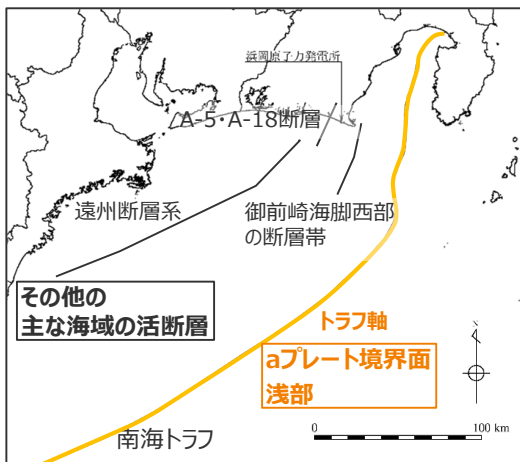 浜岡原子力発電所
A-5・A-18断層
遠州断層系
御前崎海脚西部
の断層帯
その他の
主な海域の活断層
トラフ軸
aプレート境界面
浅部
南海トラフ
N
0
100 km